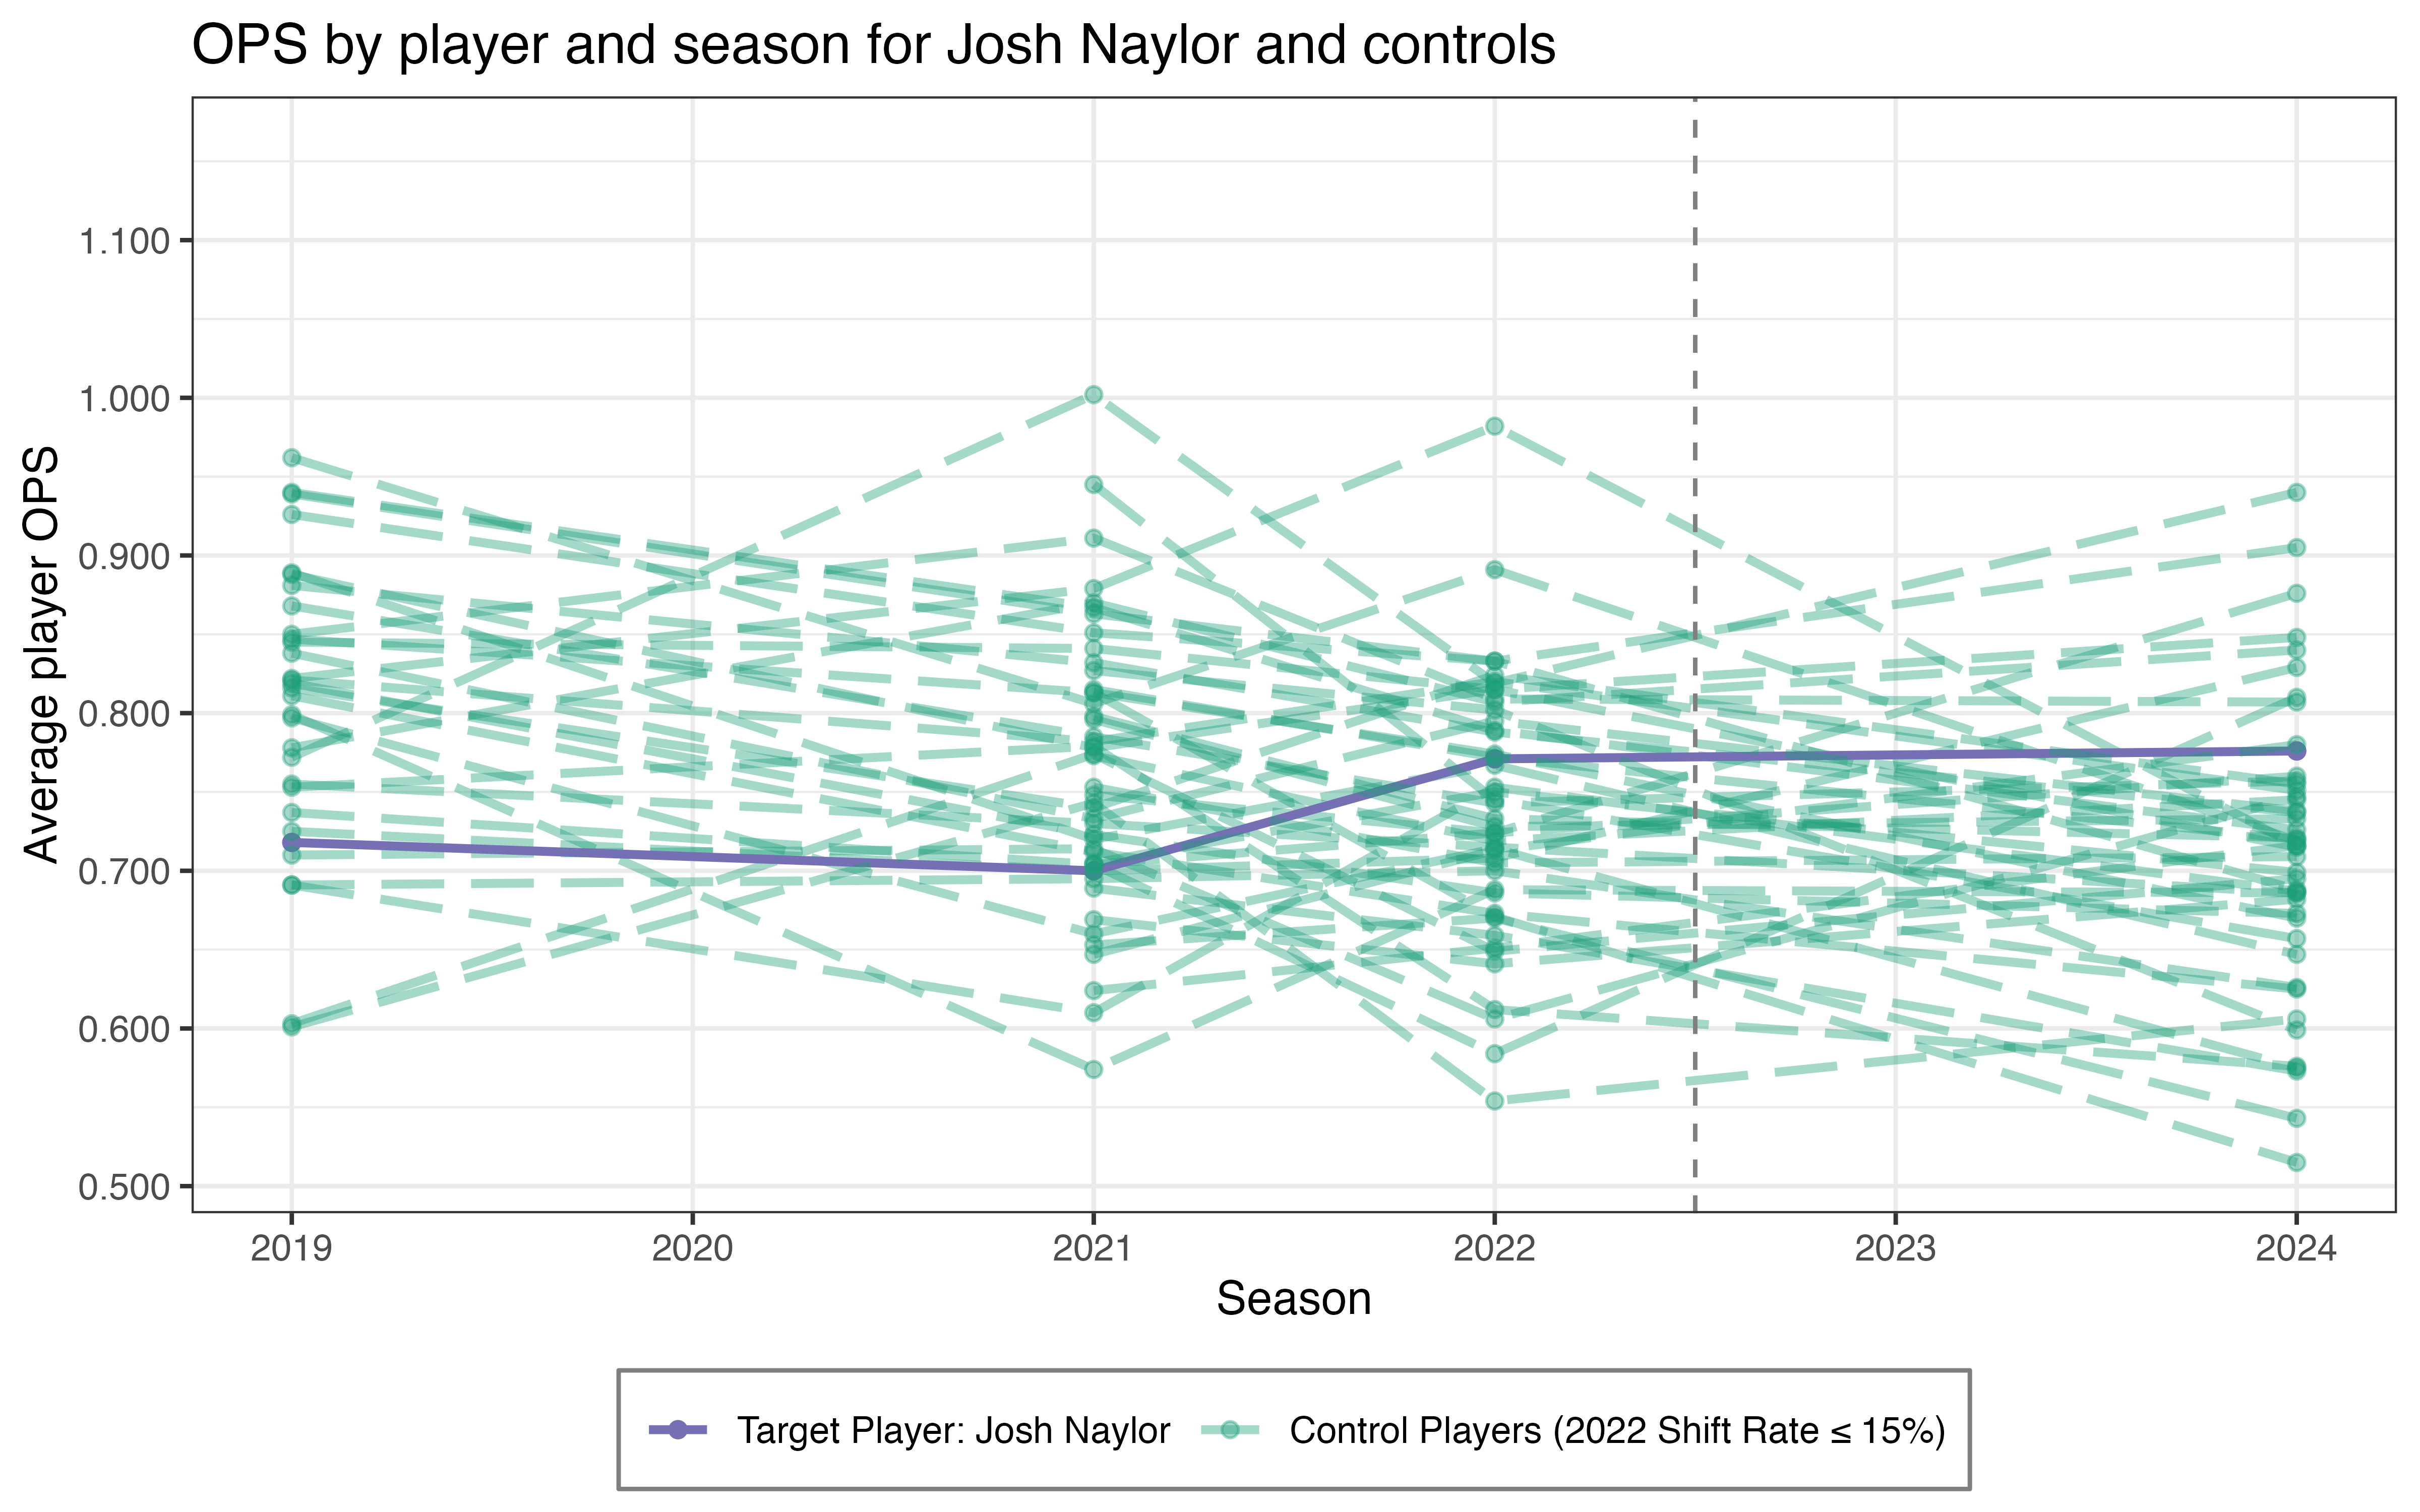 OPS by player and season for Josh Naylor and controls
Average player OPS
1.100
1.000
0.900
0.800
0.700
0.600
0.500
2019 2020 2021 2022 2023 2024
Season
Target Player: Josh Naylor Control Players (2022 Shift Rate ≤ 15%)